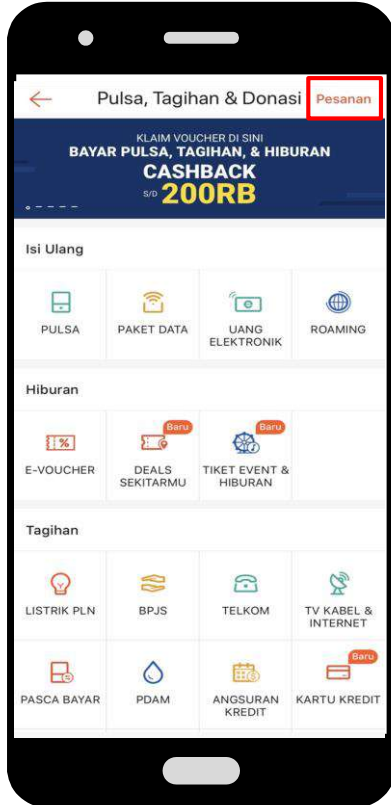 Pulsa, Tagihan & Donasi Pesanan
KLAIM VOUCHER DI SINI
BAYAR PULSA, TAGIHAN, & HIBURAN
CASHBACK
S/D 200RB
Isi Ulang
PULSA PAKET DATA UANG ELEKTRONIK ROAMING
Hiburan
Baru Baru
E-VOUCHER DEALS SEKITARMU TIKET EVENT & HIBURAN
Tagihan
LISTRIK PLN BPJS TELKOM TV KABEL & INTERNET
Baru
PASCA BAYAR PDAM ANGSURAN KREDIT KARTU KREDIT